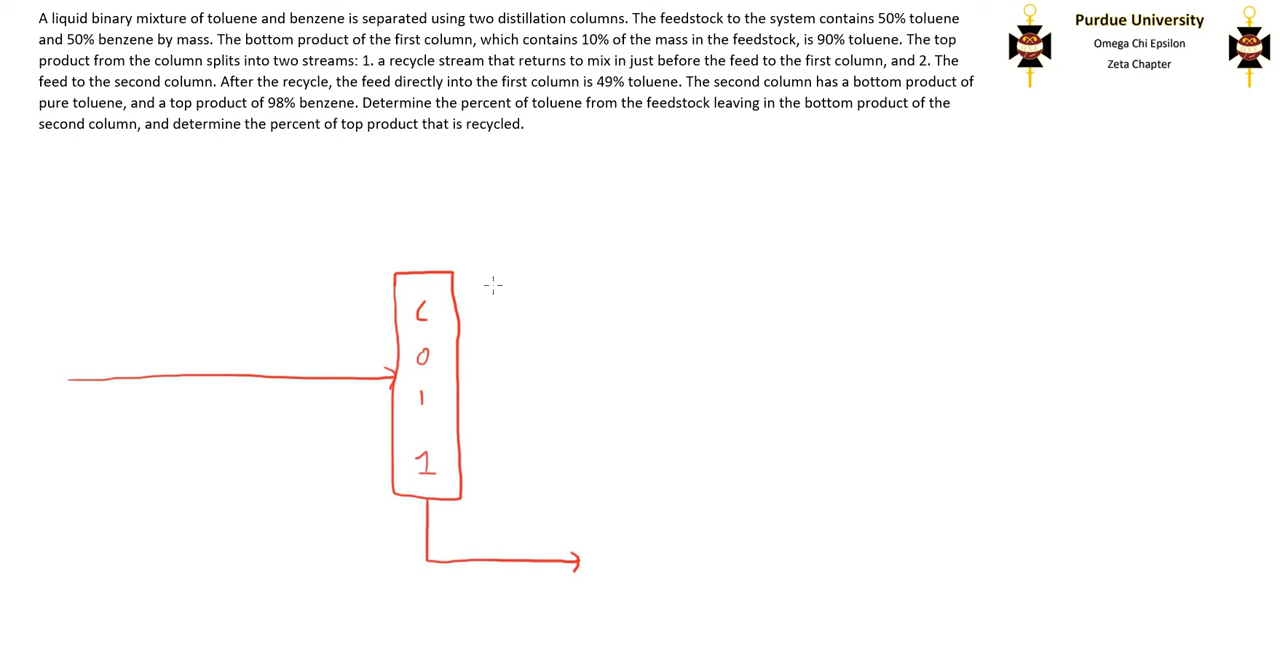 A liquid binary mixture of toluene and benzene is separated using two distillation columns. The feedstock to the system contains 50% toluene
and 50% benzene by mass. The bottom product of the first column, which contains 10% of the mass in the feedstock, is 90% toluene. The top
product from the column splits into two streams: 1. a recycle stream that returns to mix in just before the feed to the first column, and 2. The
feed to the second column. After the recycle, the feed directly into the first column is 49% toluene. The second column has a bottom product of
pure toluene, and a top product of 98% benzene. Determine the percent of toluene from the feedstock leaving in the bottom product of the
second column, and determine the percent of top product that is recycled.
Purdue University
Omega Chi Epsilon
Zeta Chapter
C
O
l
1